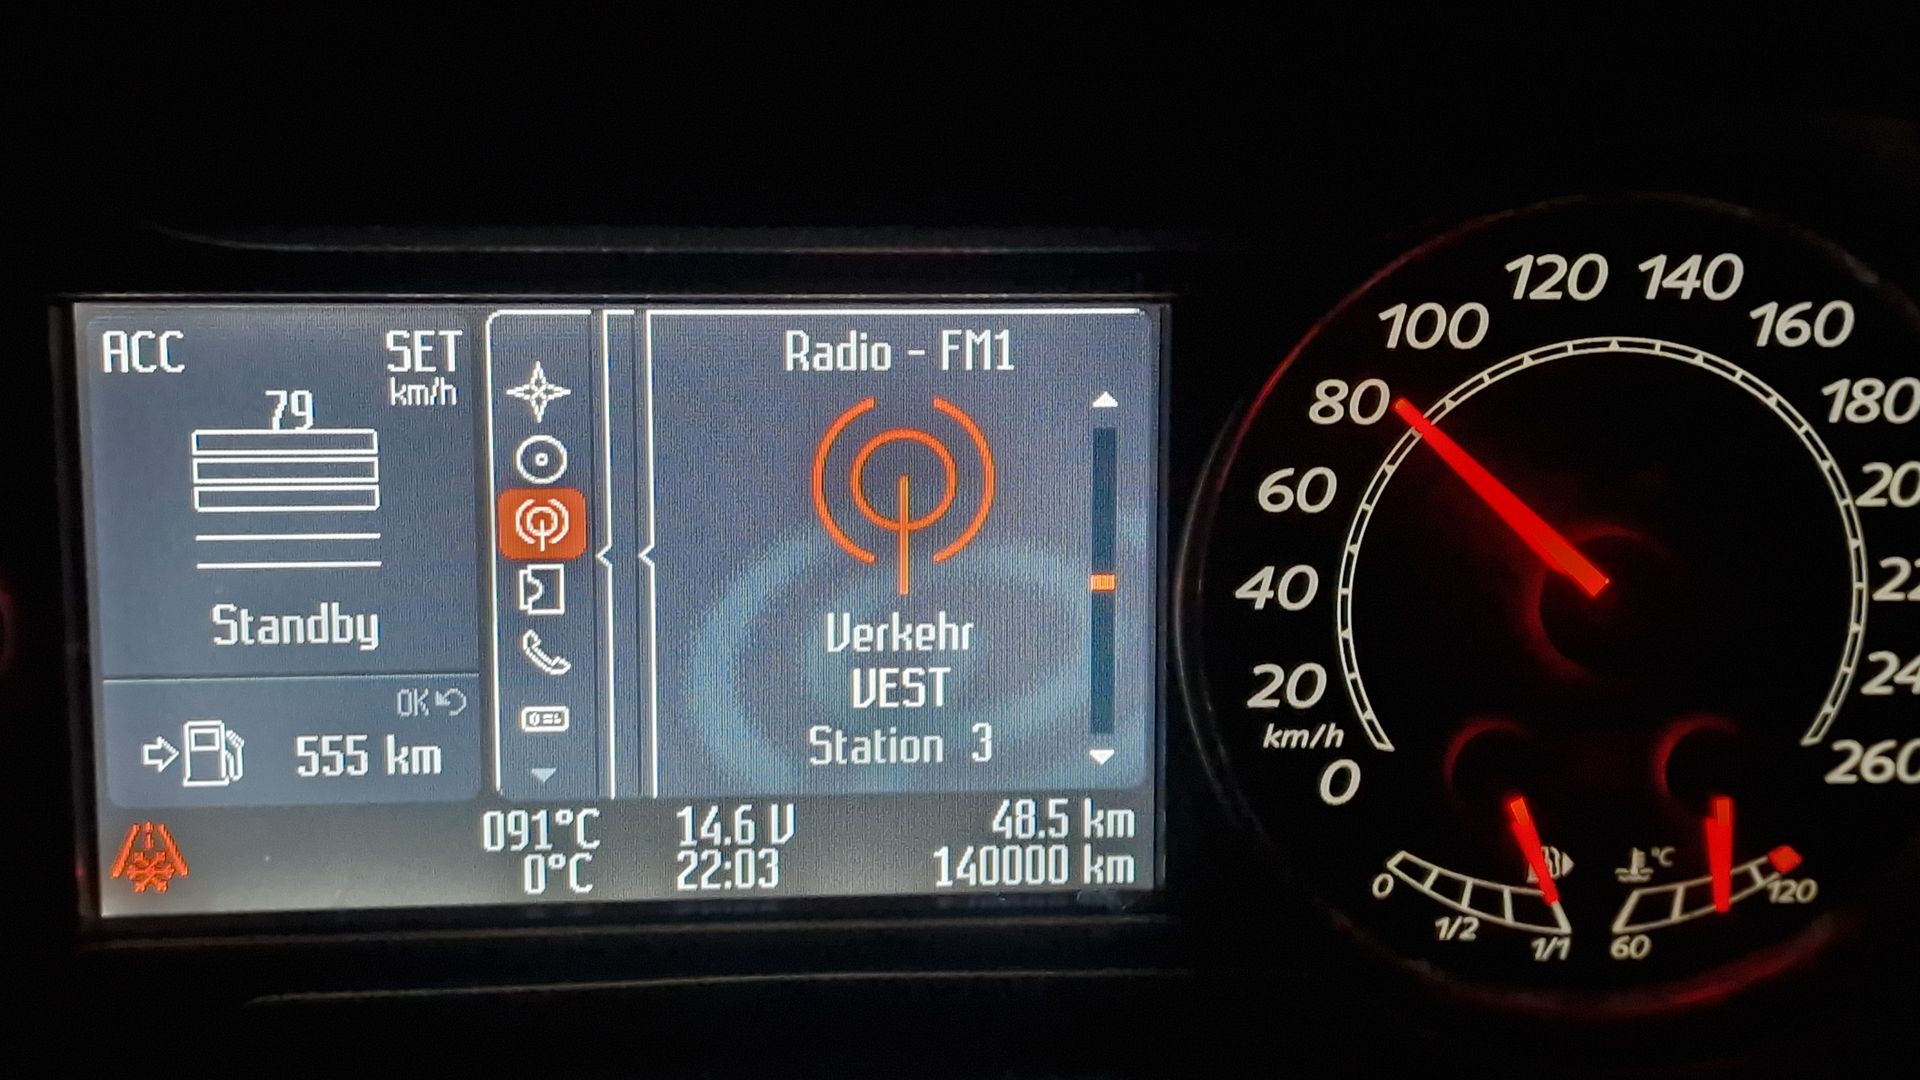 ACC SET
km/h
79
Standby
OK
555 km
Radio - FM1
Verkehr
VEST
Station 3
091°C 14.6 V 48.5 km
0°C 22:03 140000 km
0
20
40
60
80
100
120
140
160
180
260
km/h
0 1/2 1/1
°C
60 120